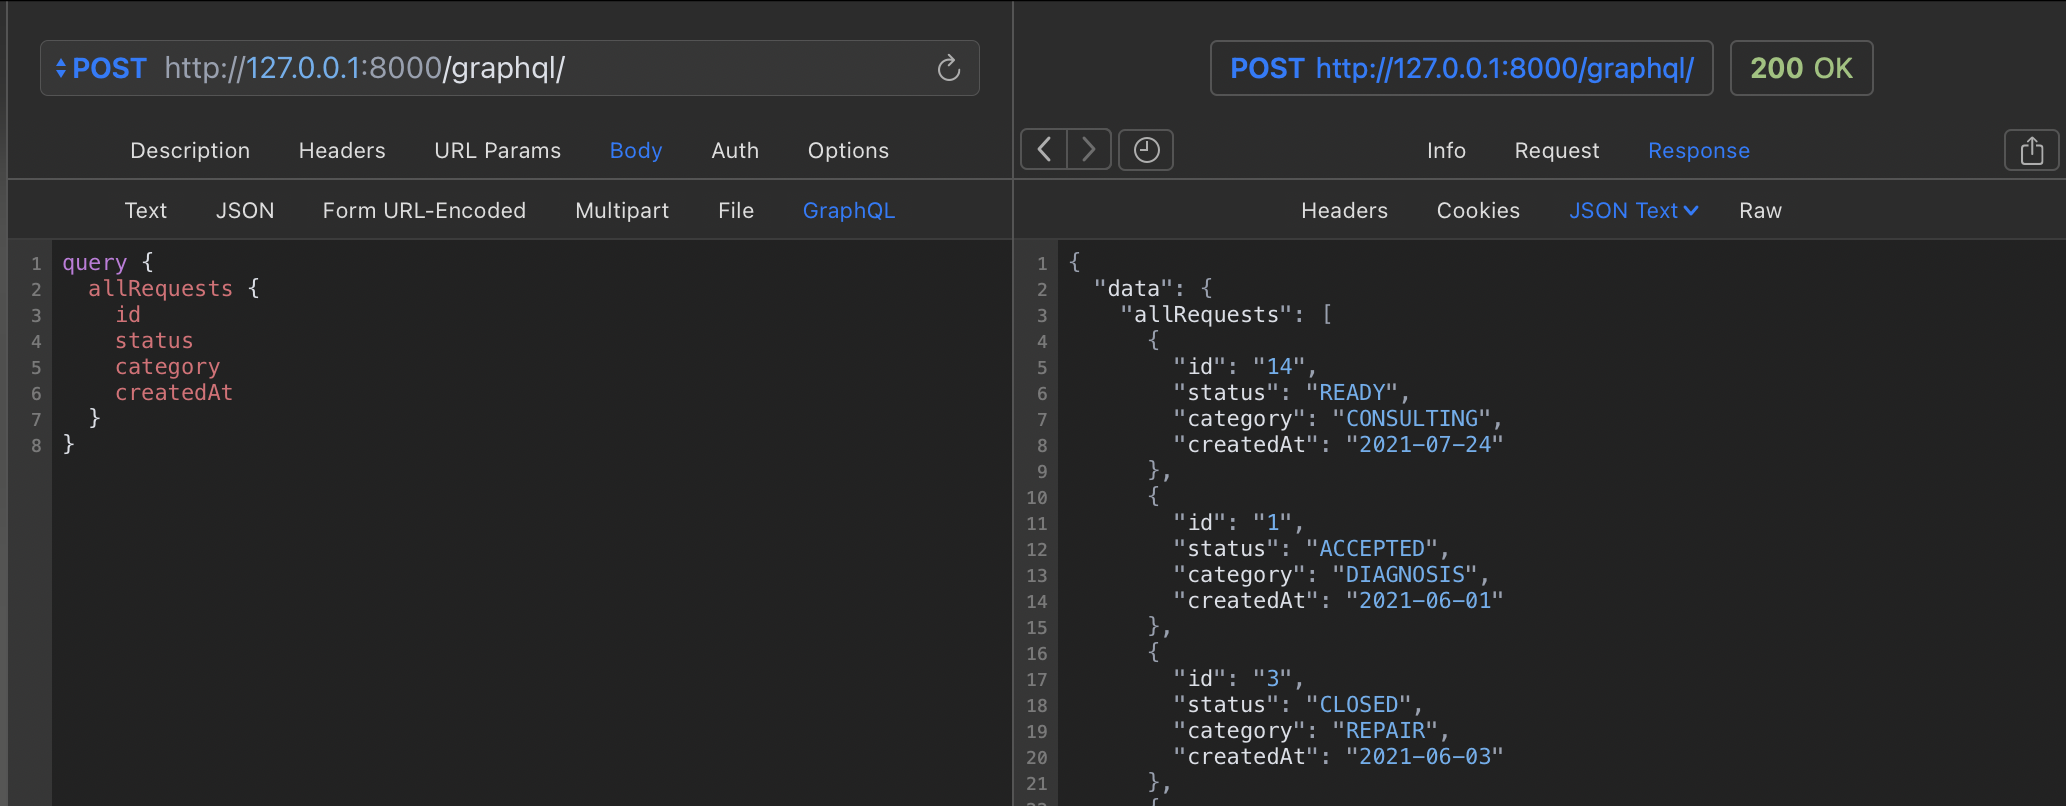 POST http://127.0.0.1:8000/graphql/
Description Headers URL Params Body Auth Options
Text JSON Form URL-Encoded Multipart File GraphQL
1 query {
2 allRequests {
3 id
4 status
5 category
6 createdAt
7 }
8 }
POST http://127.0.0.1:8000/graphql/ 200 OK
Info Request Response
Headers Cookies JSON Text Raw
1 {
2 "data": {
3 "allRequests": [
4 {
5 "id": "14",
6 "status": "READY",
7 "category": "CONSULTING",
8 "createdAt": "2021-07-24"
9 },
10 {
11 "id": "1",
12 "status": "ACCEPTED",
13 "category": "DIAGNOSIS",
14 "createdAt": "2021-06-01"
15 },
16 {
17 "id": "3",
18 "status": "CLOSED",
19 "category": "REPAIR",
20 "createdAt": "2021-06-03"
21 },